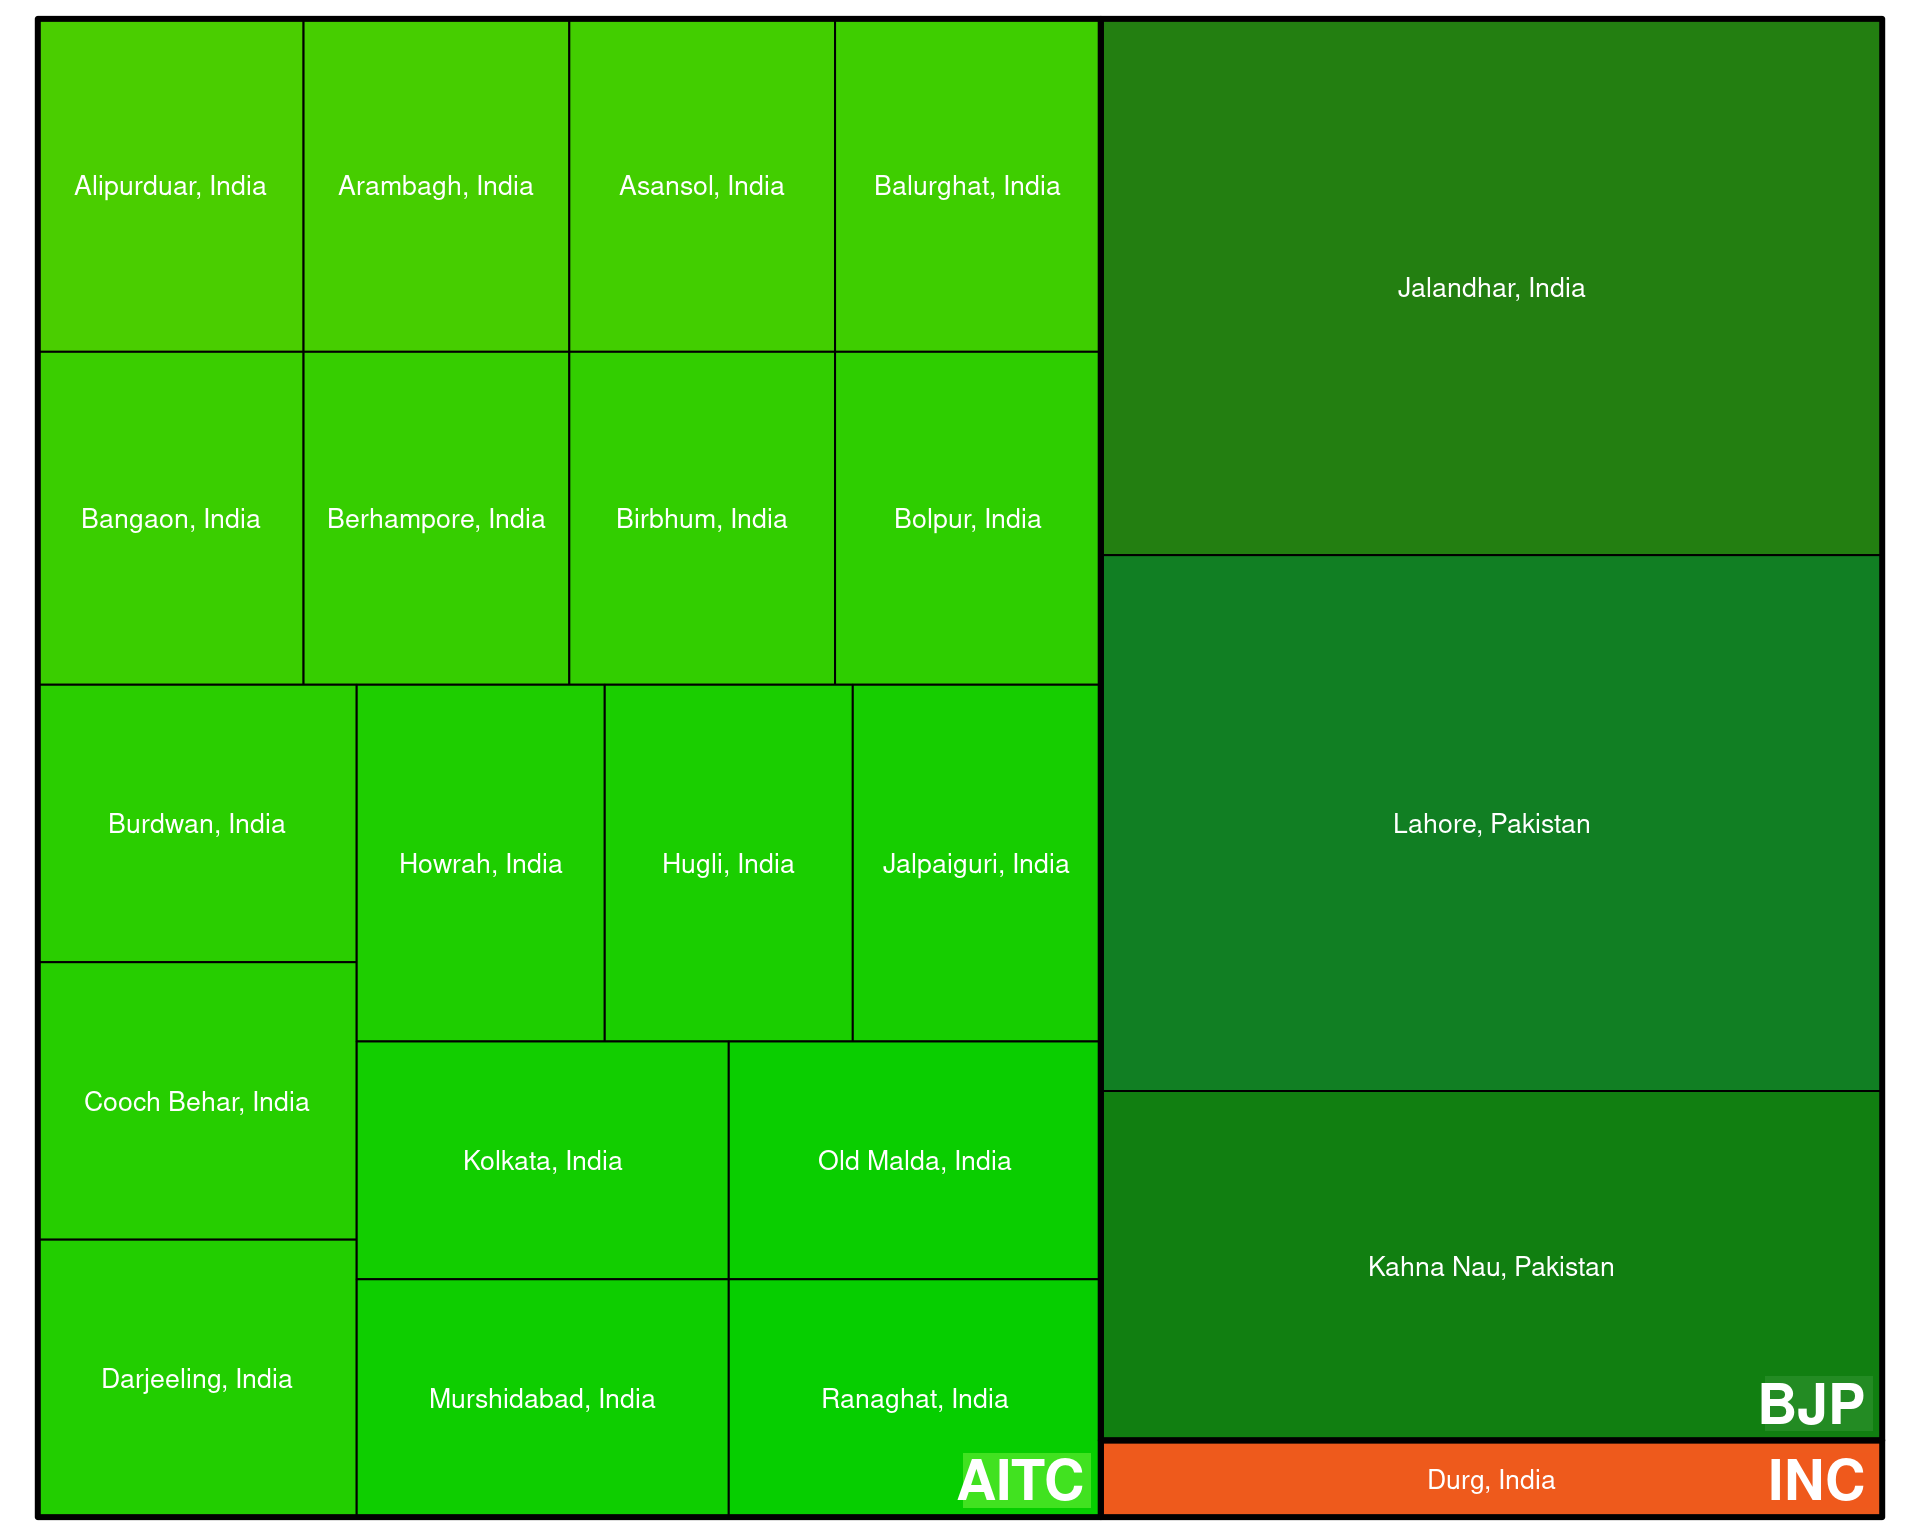 Alipurduar, India
Arambagh, India
Asansol, India
Balurghat, India
Bangaon, India
Berhampore, India
Birbhum, India
Bolpur, India
Burdwan, India
Howrah, India
Hugli, India
Jalpaiguri, India
Cooch Behar, India
Kolkata, India
Old Malda, India
Darjeeling, India
Murshidabad, India
Ranaghat, India
AITC
Jalandhar, India
Lahore, Pakistan
Kahna Nau, Pakistan
BJP
Durg, India
INC